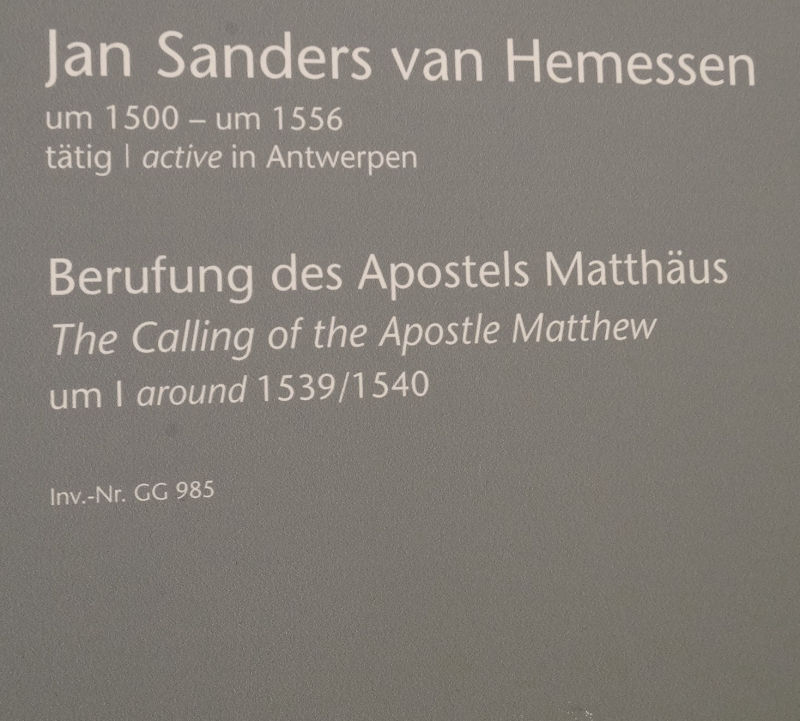 Jan Sanders van Hemessen
um 1500 – um 1556
tätig | active in Antwerpen
Berufung des Apostels Matthäus
The Calling of the Apostle Matthew
um | around 1539/1540
Inv.-Nr. GG 985